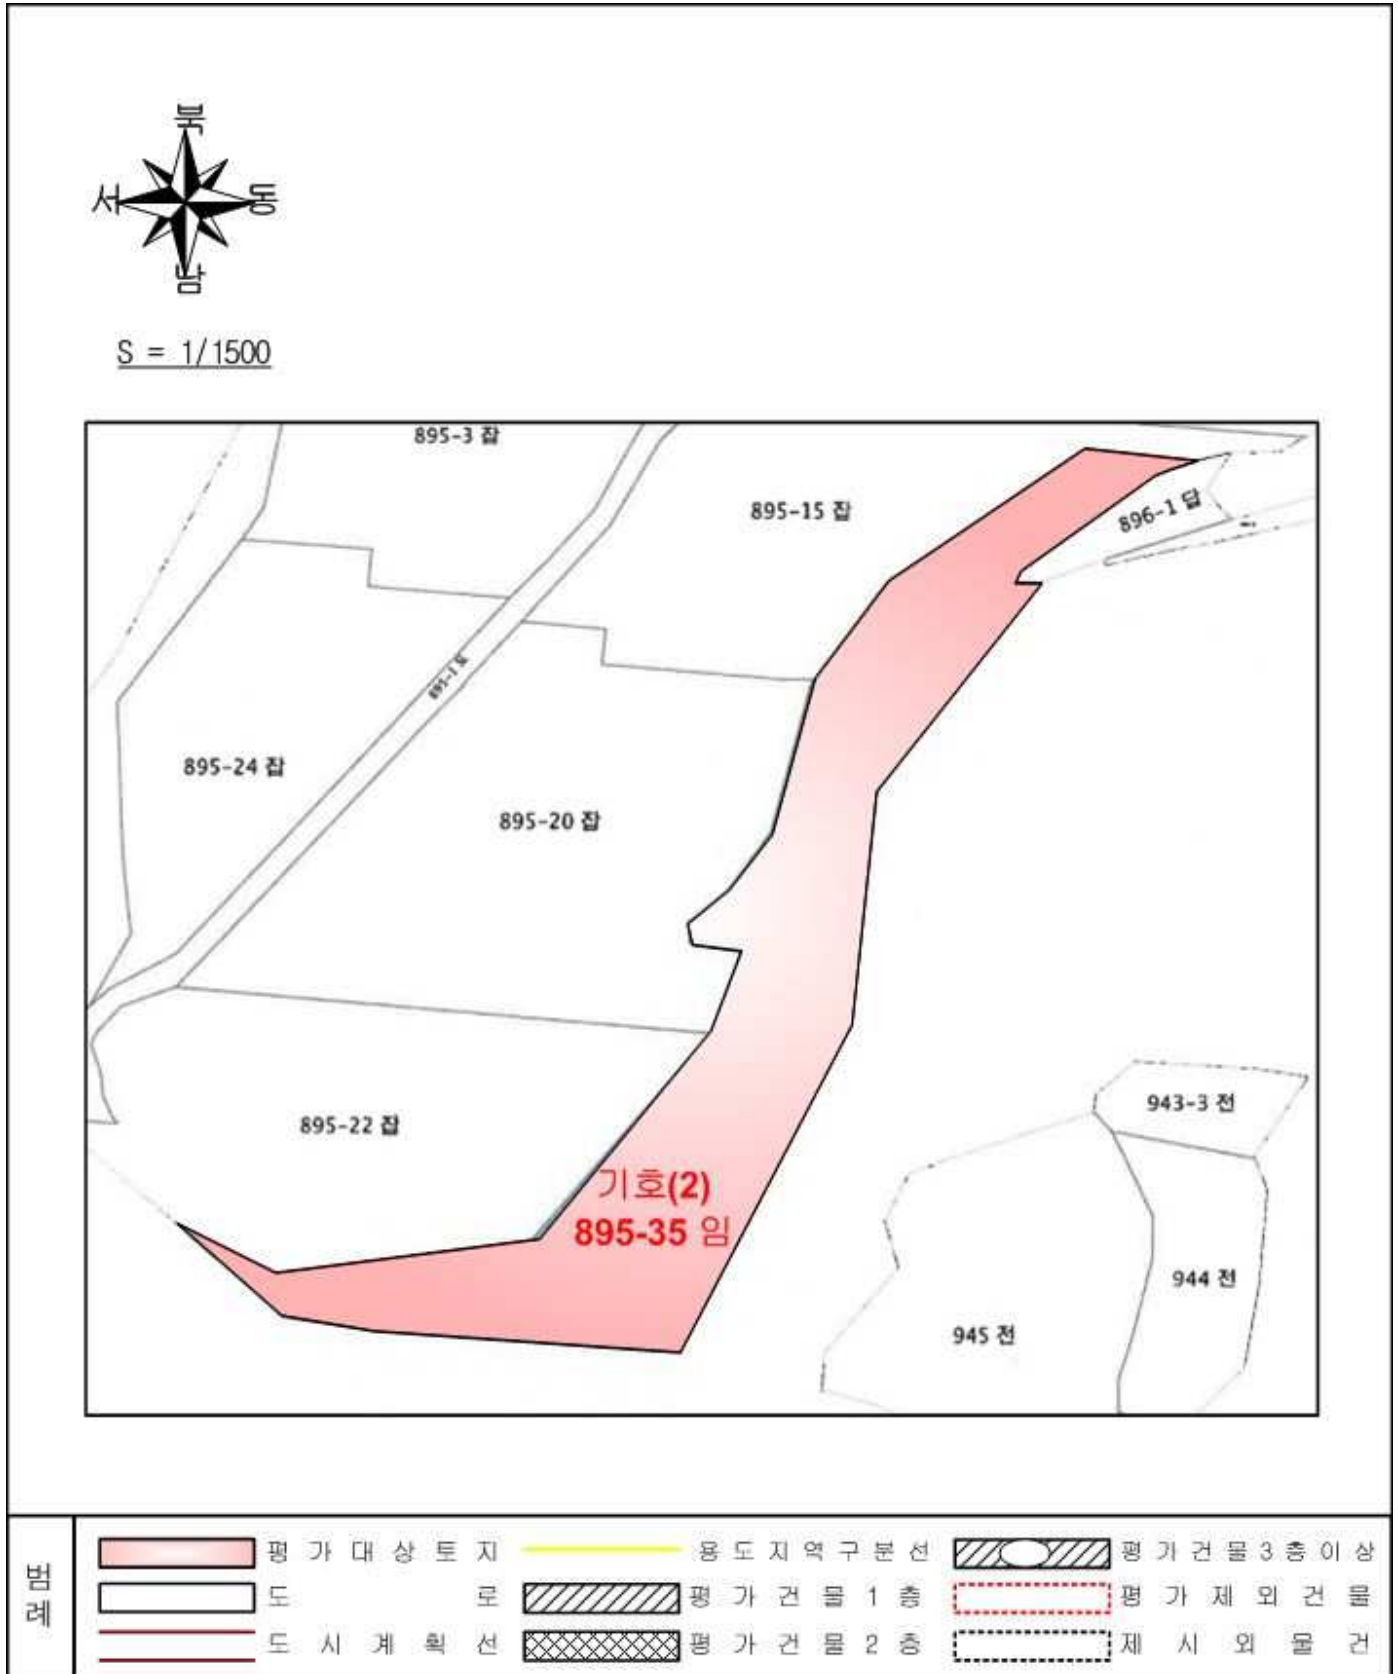 북
서 동
남
S = 1/1500
895-3 잡
895-15 잡
896-1 답
895-1 도
895-24 잡
895-20 잡
943-3 전
895-22 잡
기호(2)
895-35 임
944 전
945 전
범례
평가대상토지 용도지역구분선 평가건물3층이상
도로 평가건물1층 평가제외건물
도시계획선 평가건물2층 제시외물건